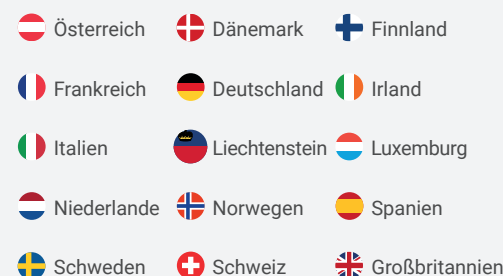 Österreich Dänemark Finnland
Frankreich Deutschland Irland
Italien Liechtenstein Luxemburg
Niederlande Norwegen Spanien
Schweden Schweiz Großbritannien